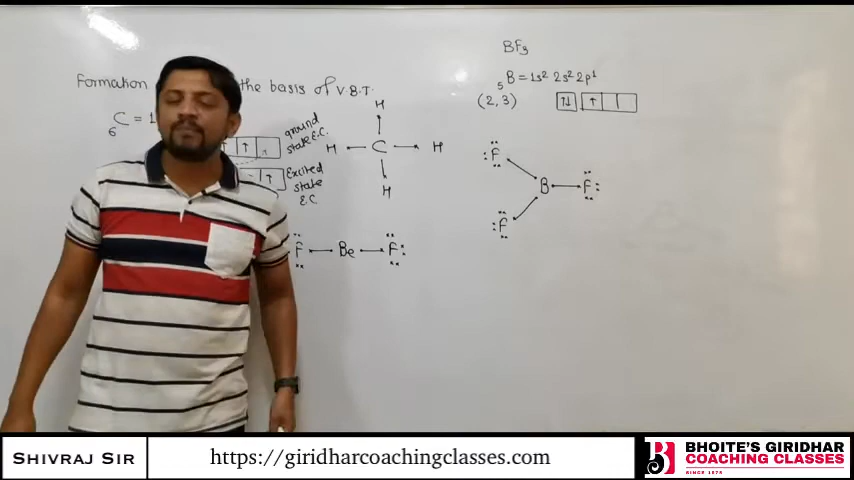 BF3
Formation the basis of V.B.T.
5B = 1s² 2s² 2p¹
(2, 3)
6C = 1
ground
state E.C.
Excited
state
E.C
H
H C H
H
F Be F
F
B F
F
SHIVRAJ SIR
https://giridharcoachingclasses.com
BHOITE'S GIRIDHAR
COACHING CLASSES
SINCE 1975